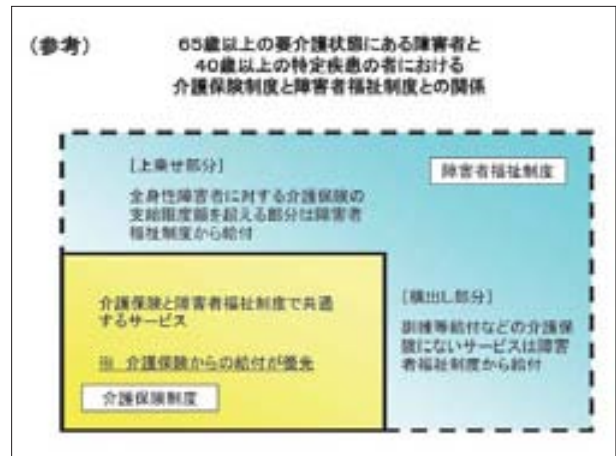 (参考)
65歳以上の要介護状態にある障害者と
40歳以上の特定疾患の者における
介護保険制度と障害者福祉制度との関係
[上乗せ部分]
障害者福祉制度
全身性障害者に対する介護保険の
支給限度額を超える部分は障害者
福祉制度から給付
介護保険と障害者福祉制度で共通
するサービス
※ 介護保険からの給付が優先
介護保険制度
[横出し部分]
訓練等給付などの介護保
険にないサービスは障害
者福祉制度から給付